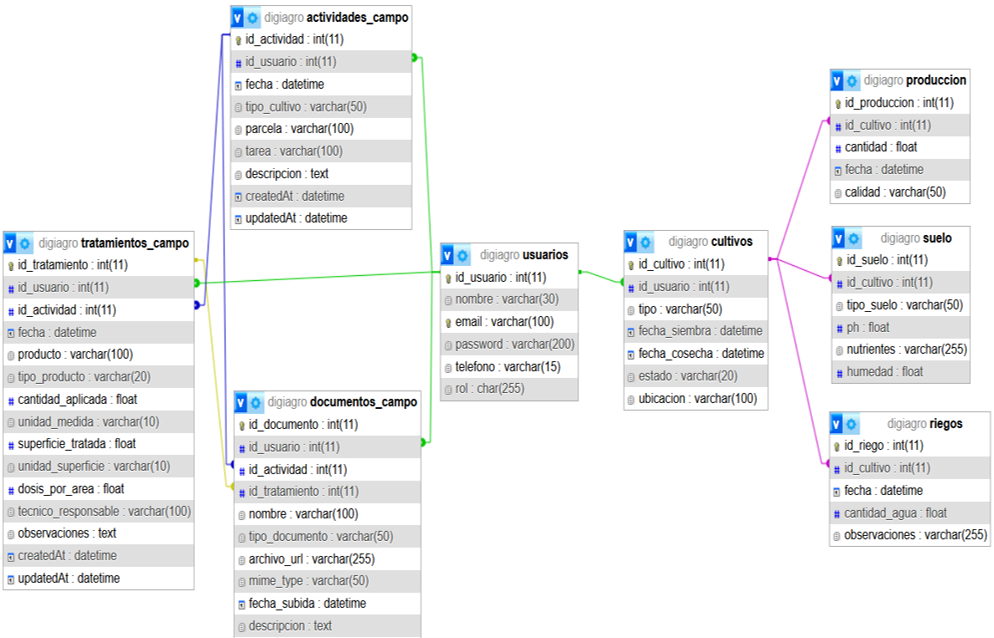 digiagro actividades_campo
id_actividad : int(11)
id_usuario : int(11)
fecha : datetime
tipo_cultivo : varchar(50)
parcela : varchar(100)
tarea : varchar(100)
descripcion : text
createdAt : datetime
updatedAt : datetime
digiagro tratamientos_campo
id_tratamiento : int(11)
id_usuario : int(11)
id_actividad : int(11)
fecha : datetime
producto : varchar(100)
tipo_producto : varchar(20)
cantidad_aplicada : float
unidad_medida : varchar(10)
superficie_tratada : float
unidad_superficie : varchar(10)
dosis_por_area : float
tecnico_responsable : varchar(100)
observaciones : text
createdAt : datetime
updatedAt : datetime
digiagro documentos_campo
id_documento : int(11)
id_usuario : int(11)
id_actividad : int(11)
id_tratamiento : int(11)
nombre : varchar(100)
tipo_documento : varchar(50)
archivo_url : varchar(255)
mime_type : varchar(50)
fecha_subida : datetime
descripcion : text
digiagro usuarios
id_usuario : int(11)
nombre : varchar(30)
email : varchar(100)
password : varchar(200)
telefono : varchar(15)
rol : char(255)
digiagro cultivos
id_cultivo : int(11)
id_usuario : int(11)
tipo : varchar(50)
fecha_siembra : datetime
fecha_cosecha : datetime
estado : varchar(20)
ubicacion : varchar(100)
digiagro produccion
id_produccion : int(11)
id_cultivo : int(11)
cantidad : float
fecha : datetime
calidad : varchar(50)
digiagro suelo
id_suelo : int(11)
id_cultivo : int(11)
tipo_suelo : varchar(50)
ph : float
nutrientes : varchar(255)
humedad : float
digiagro riegos
id_riego : int(11)
id_cultivo : int(11)
fecha : datetime
cantidad_agua : float
observaciones : varchar(255)